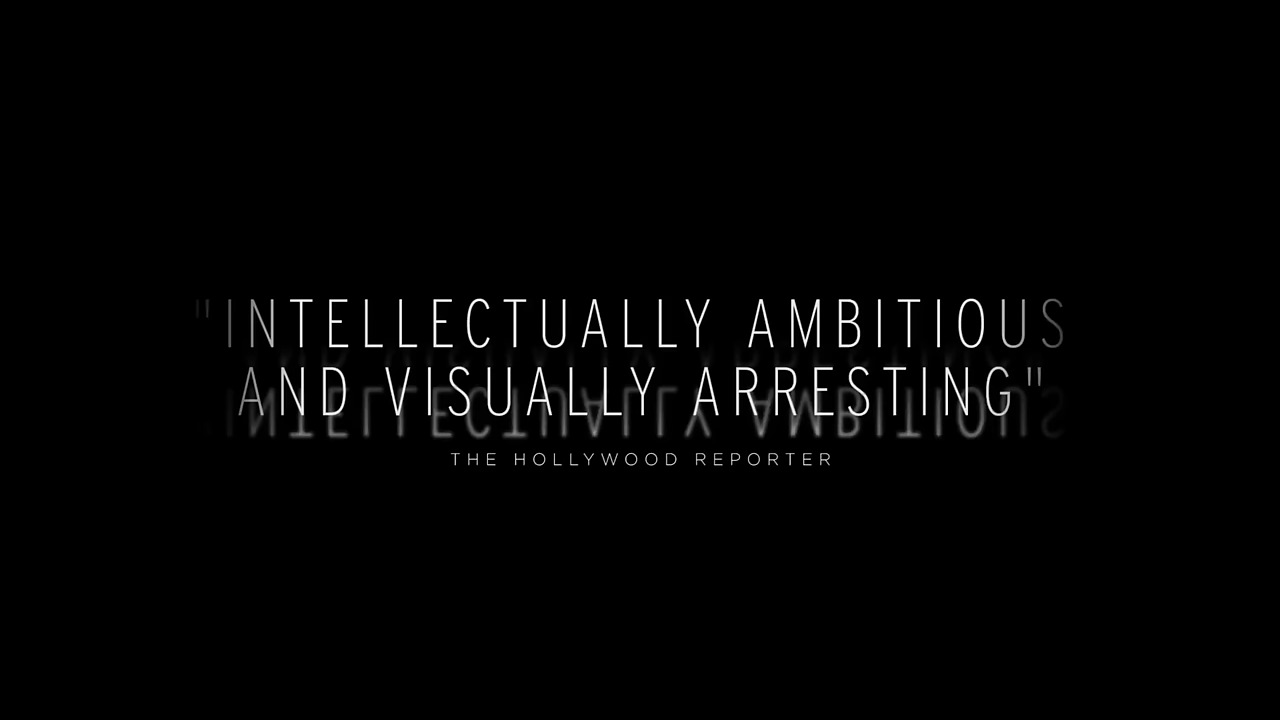 "INTELLECTUALLY AMBITIOUS
AND VISUALLY ARRESTING"
THE HOLLYWOOD REPORTER